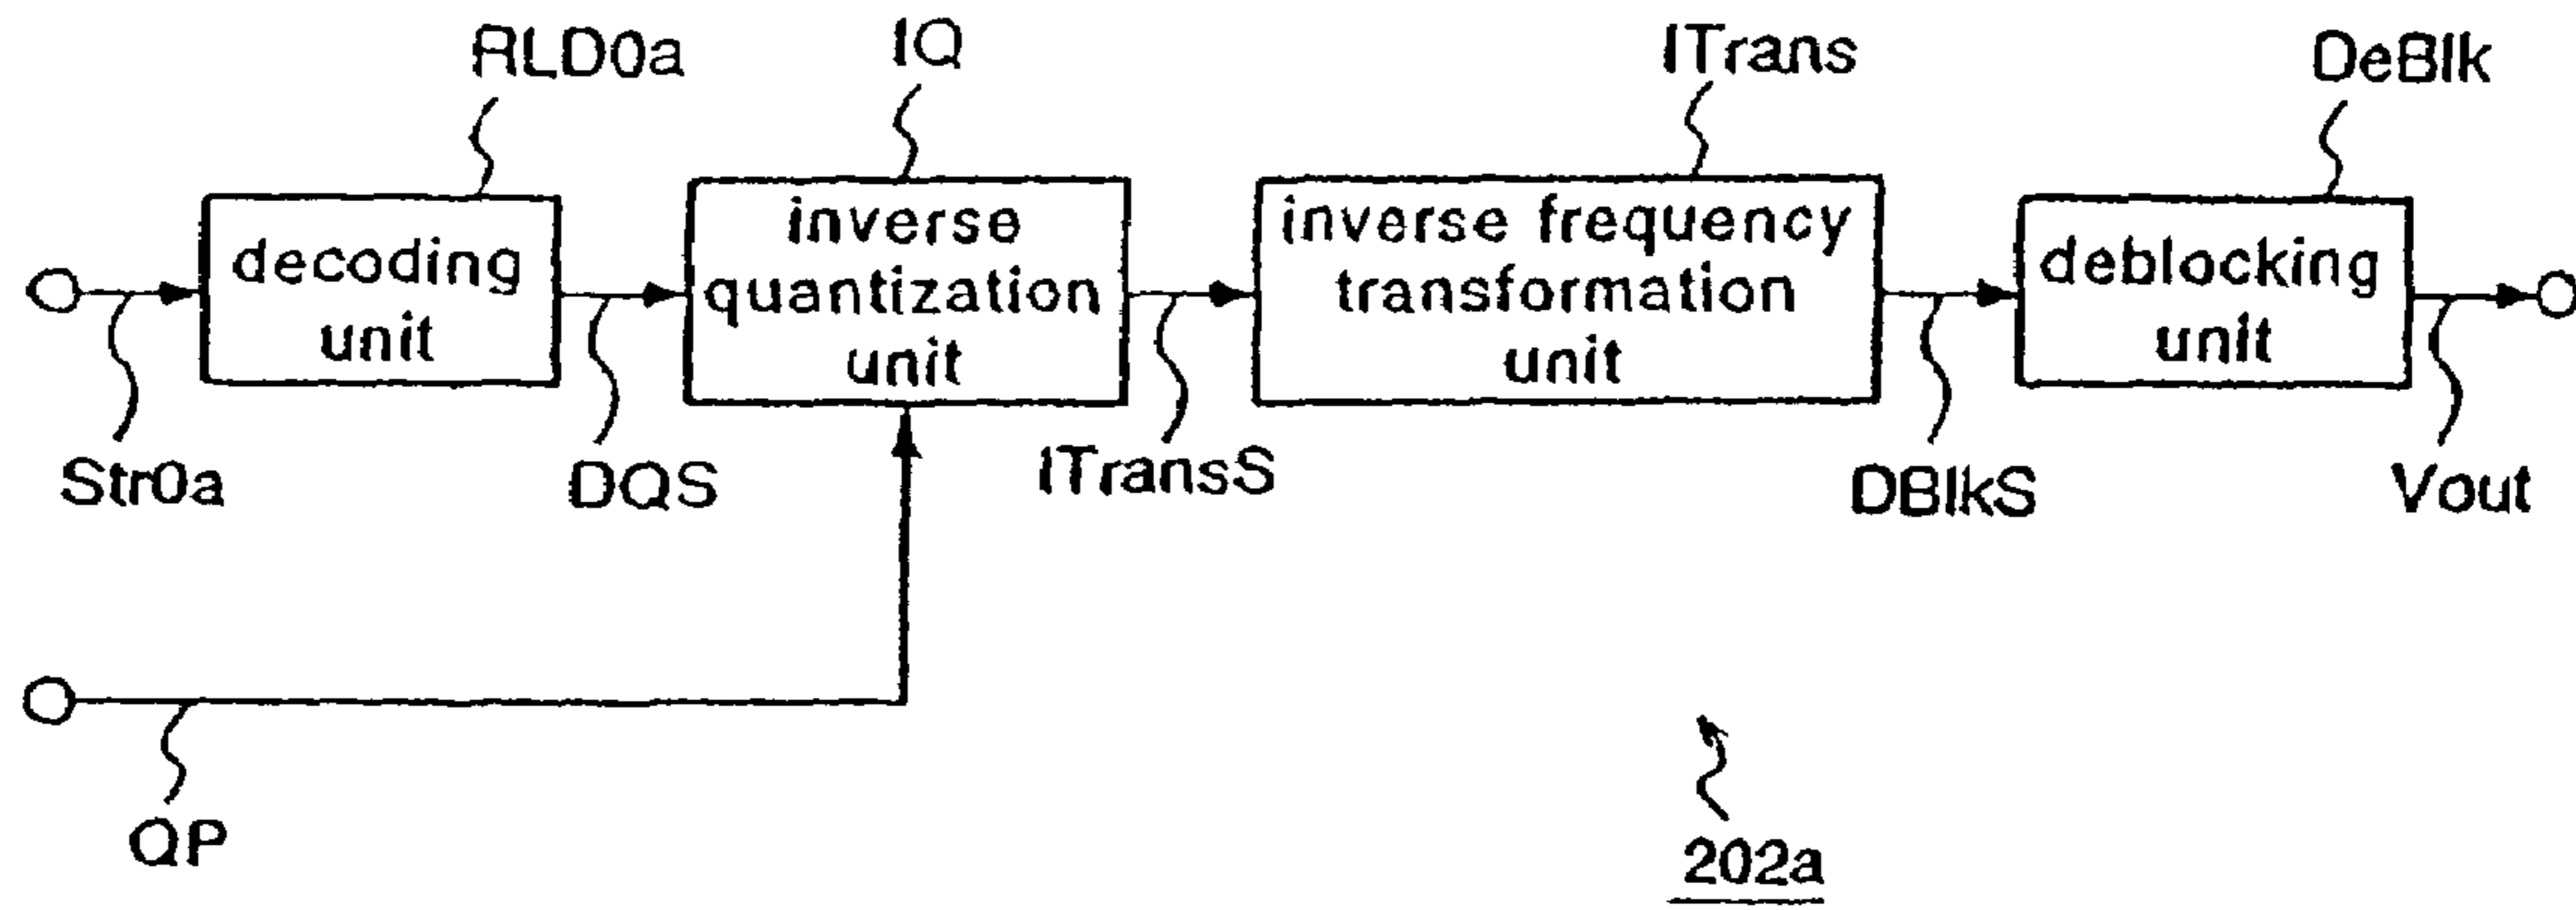 RLD0a
IQ
ITrans
DeBlk
decoding
unit
inverse
quantization
unit
inverse frequency
transformation
unit
deblocking
unit
Str0a
DQS
ITransS
DBlkS
Vout
QP
202a